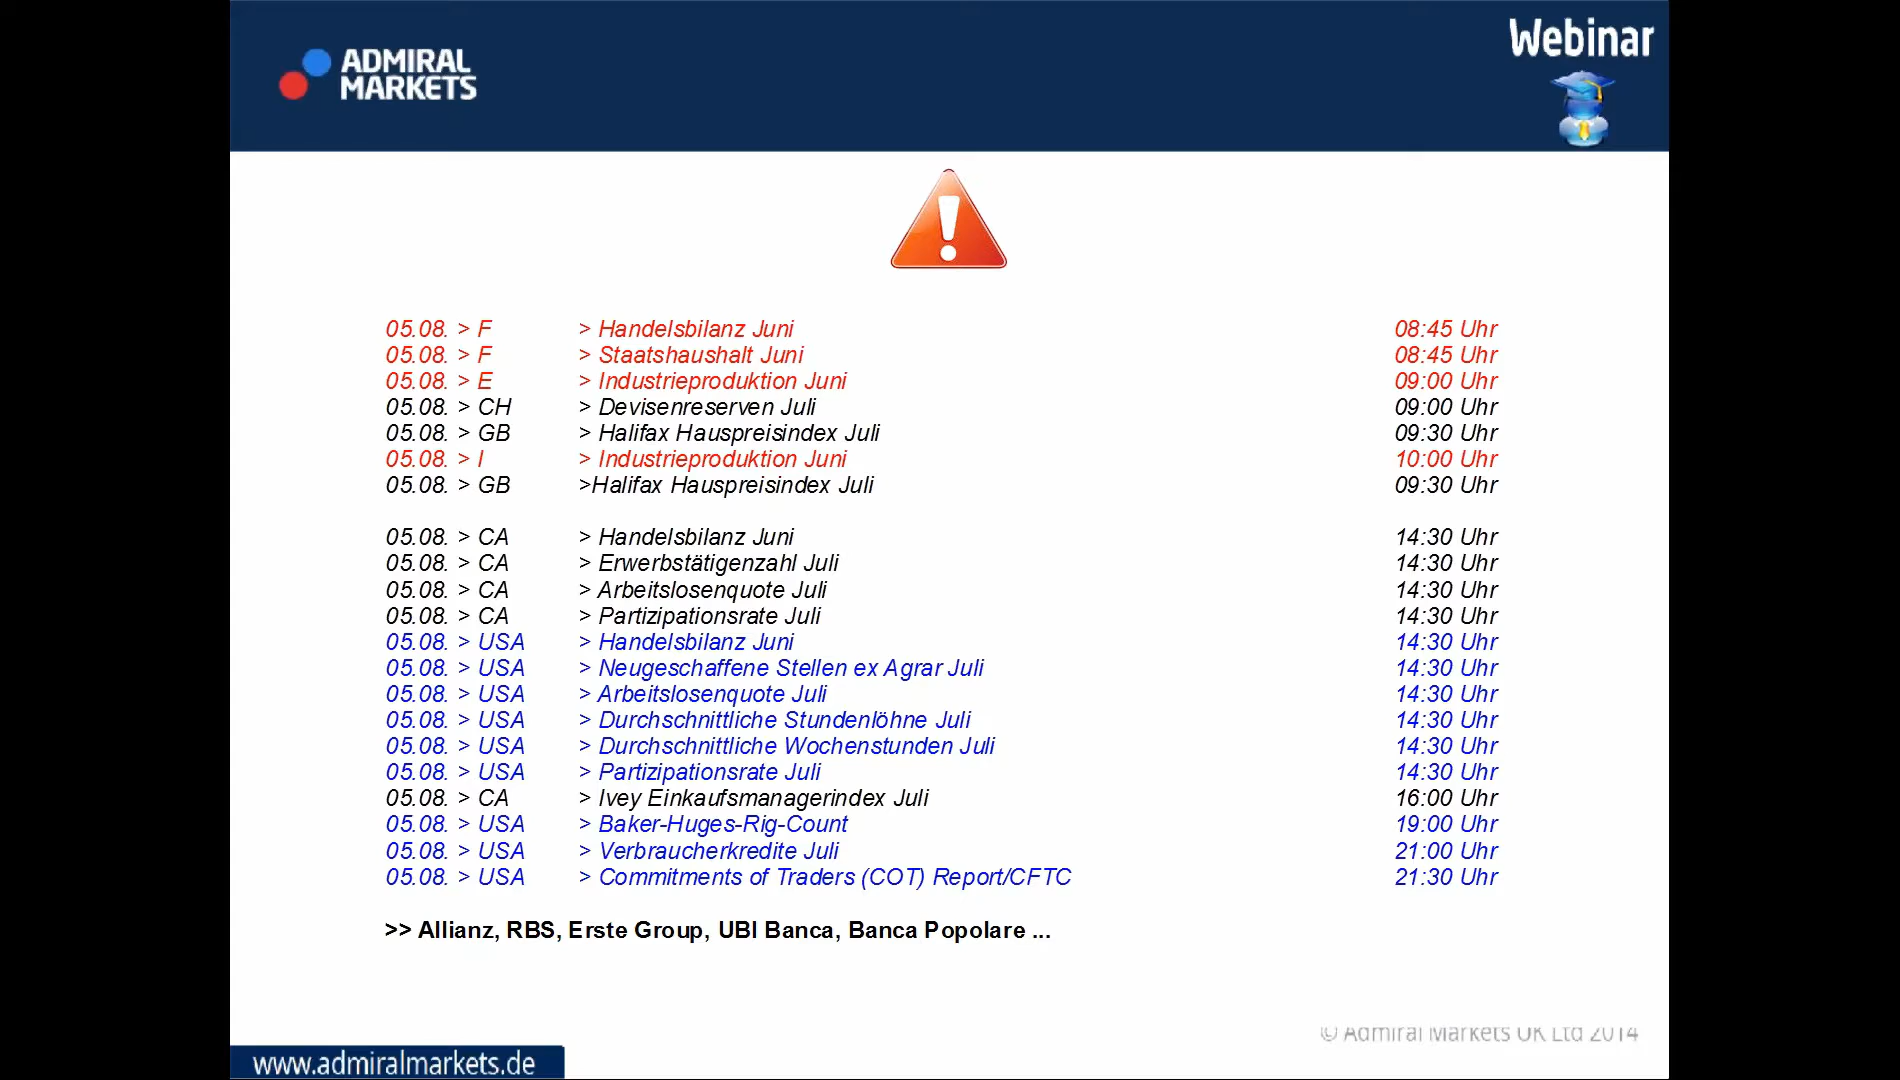 ADMIRAL
MARKETS
Webinar
05.08. > F > Handelsbilanz Juni 08:45 Uhr
05.08. > F > Staatshaushalt Juni 08:45 Uhr
05.08. > E > Industrieproduktion Juni 09:00 Uhr
05.08. > CH > Devisenreserven Juli 09:00 Uhr
05.08. > GB > Halifax Hauspreisindex Juli 09:30 Uhr
05.08. > I > Industrieproduktion Juni 10:00 Uhr
05.08. > GB >Halifax Hauspreisindex Juli 09:30 Uhr
05.08. > CA > Handelsbilanz Juni 14:30 Uhr
05.08. > CA > Erwerbstätigenzahl Juli 14:30 Uhr
05.08. > CA > Arbeitslosenquote Juli 14:30 Uhr
05.08. > CA > Partizipationsrate Juli 14:30 Uhr
05.08. > USA > Handelsbilanz Juni 14:30 Uhr
05.08. > USA > Neugeschaffene Stellen ex Agrar Juli 14:30 Uhr
05.08. > USA > Arbeitslosenquote Juli 14:30 Uhr
05.08. > USA > Durchschnittliche Stundenlöhne Juli 14:30 Uhr
05.08. > USA > Durchschnittliche Wochenstunden Juli 14:30 Uhr
05.08. > USA > Partizipationsrate Juli 14:30 Uhr
05.08. > CA > Ivey Einkaufsmanagerindex Juli 16:00 Uhr
05.08. > USA > Baker-Huges-Rig-Count 19:00 Uhr
05.08. > USA > Verbraucherkredite Juli 21:00 Uhr
05.08. > USA > Commitments of Traders (COT) Report/CFTC 21:30 Uhr
>> Allianz, RBS, Erste Group, UBI Banca, Banca Popolare ...
© Admiral Markets UK Ltd 2014
www.admiralmarkets.de